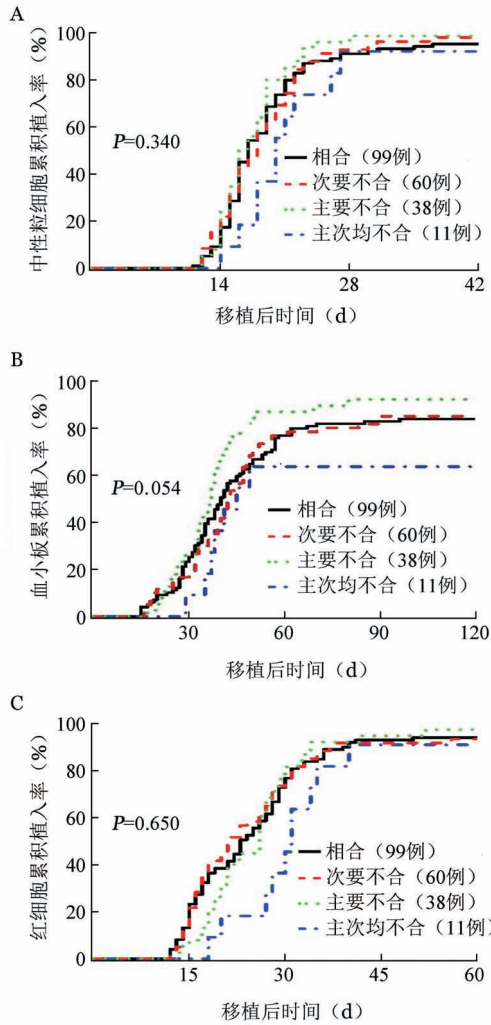 A
中性粒细胞累积植入率（%）
100
80
60
40
20
0
P=0.340
相合（99例）
次要不合（60例）
主要不合（38例）
主次均不合（11例）
14
28
42
移植后时间（d）
B
血小板累积植入率（%）
100
80
60
40
20
0
P=0.054
相合（99例）
次要不合（60例）
主要不合（38例）
主次均不合（11例）
30
60
90
120
移植后时间（d）
C
红细胞累积植入率（%）
100
80
60
40
20
0
P=0.650
相合（99例）
次要不合（60例）
主要不合（38例）
主次均不合（11例）
15
30
45
60
移植后时间（d）